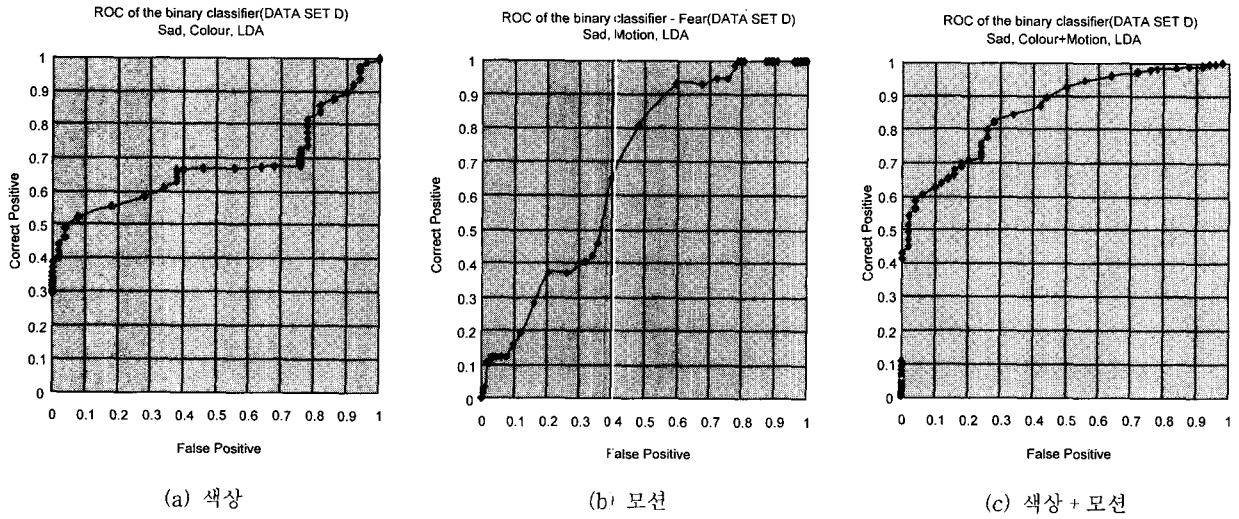 ROC of the binary classifier(DATA SET D)
Sad, Colour, LDA
Correct Positive
1
0.9
0.8
0.7
0.6
0.5
0.4
0.3
0.2
0.1
0
0 0.1 0.2 0.3 0.4 0.5 0.6 0.7 0.8 0.9 1
False Positive
(a) 색상
ROC of the binary classifier - Fear(DATA SET D)
Sad, Motion, LDA
Correct Positive
1
0.9
0.8
0.7
0.6
0.5
0.4
0.3
0.2
0.1
0
0 0.1 0.2 0.3 0.4 0.5 0.6 0.7 0.8 0.9 1
False Positive
(b) 모션
ROC of the binary classifier(DATA SET D)
Sad, Colour+Motion, LDA
Correct Positive
1
0.9
0.8
0.7
0.6
0.5
0.4
0.3
0.2
0.1
0
0 0.1 0.2 0.3 0.4 0.5 0.6 0.7 0.8 0.9 1
False Positive
(c) 색상 + 모션